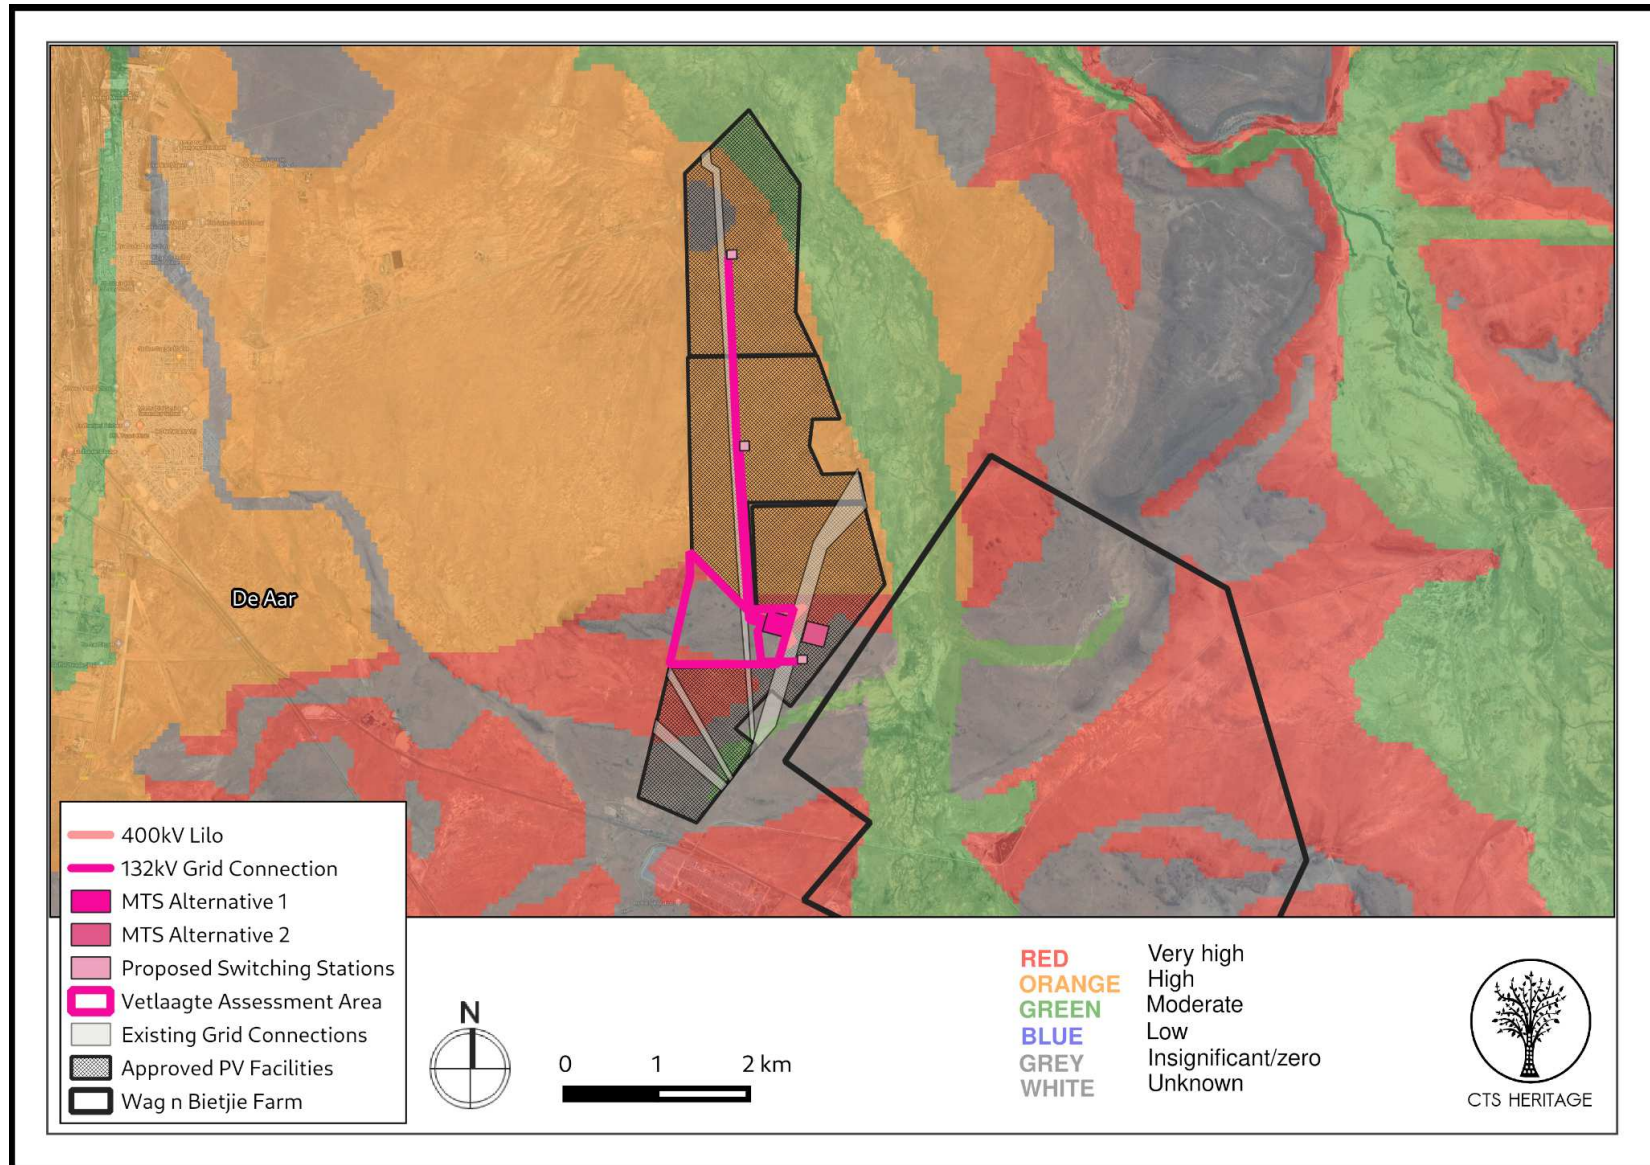 De Aar
400kV Lilo
132kV Grid Connection
MTS Alternative 1
MTS Alternative 2
Proposed Switching Stations
Vetlaagte Assessment Area
Existing Grid Connections
Approved PV Facilities
Wag n Bietjie Farm
N
0 1 2 km
RED Very high
ORANGE High
GREEN Moderate
BLUE Low
GREY Insignificant/zero
WHITE Unknown
CTS HERITAGE